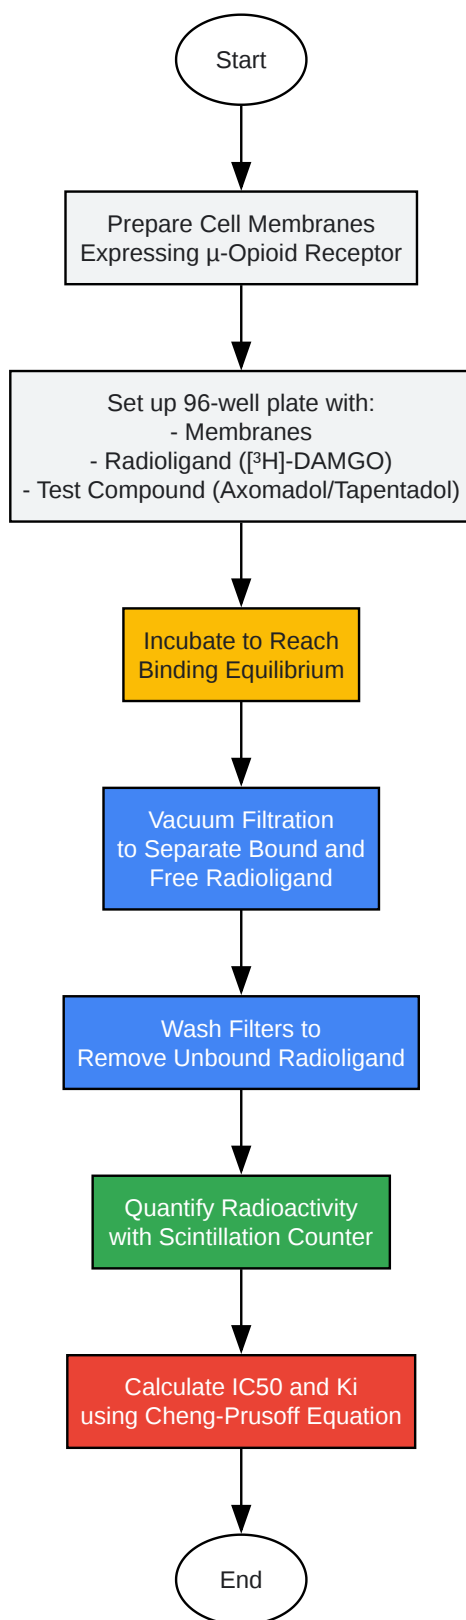 Start
Prepare Cell Membranes
Expressing µ-Opioid Receptor
Set up 96-well plate with:
- Membranes
- Radioligand ([³H]-DAMGO)
- Test Compound (Axomadol/Tapentadol)
Incubate to Reach
Binding Equilibrium
Vacuum Filtration
to Separate Bound and
Free Radioligand
Wash Filters to
Remove Unbound Radioligand
Quantify Radioactivity
with Scintillation Counter
Calculate IC50 and Ki
using Cheng-Prusoff Equation
End